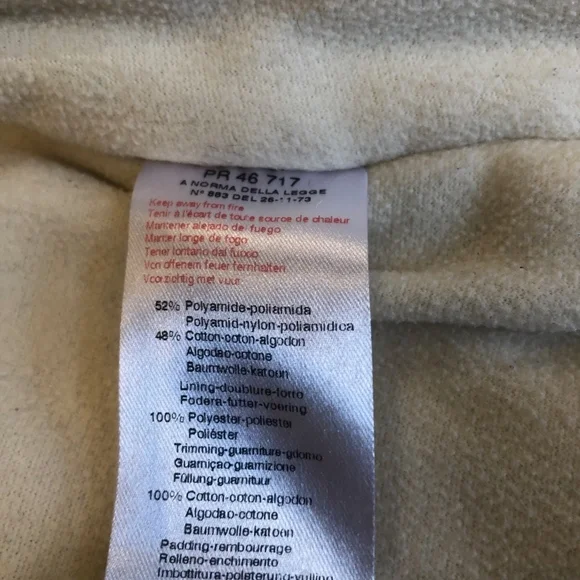 PR 46 717
A NORMA DELLA LEGGE
N° 883 DEL 26-11-73
Keep away from fire
Tenir à l'écart de toute source de chaleur
Mantener alejado de fuego
Manter longe de fogo
Tener lontano dal fuoco
Von offenem feuer fernhalten
Voorzichtig met vuur
52% Polyamide-poliamida
Polyamid-nylon-poliamidica
48% Cotton-coton-algodon
Algodao-cotone
Baumwolle-katoen
Lining-doublure-forro
Fodera-futter-voering
100% Polyester-poliester
Poliéster
Trimming-garniture-adorno
Guarniçao-guarnizione
Füllung-garnituur
100% Cotton-coton-algodon
Algodao-cotone
Baumwolle-katoen
Padding-rembourrage
Relleno-enchimento
Imbottitura-polsterung-vulling